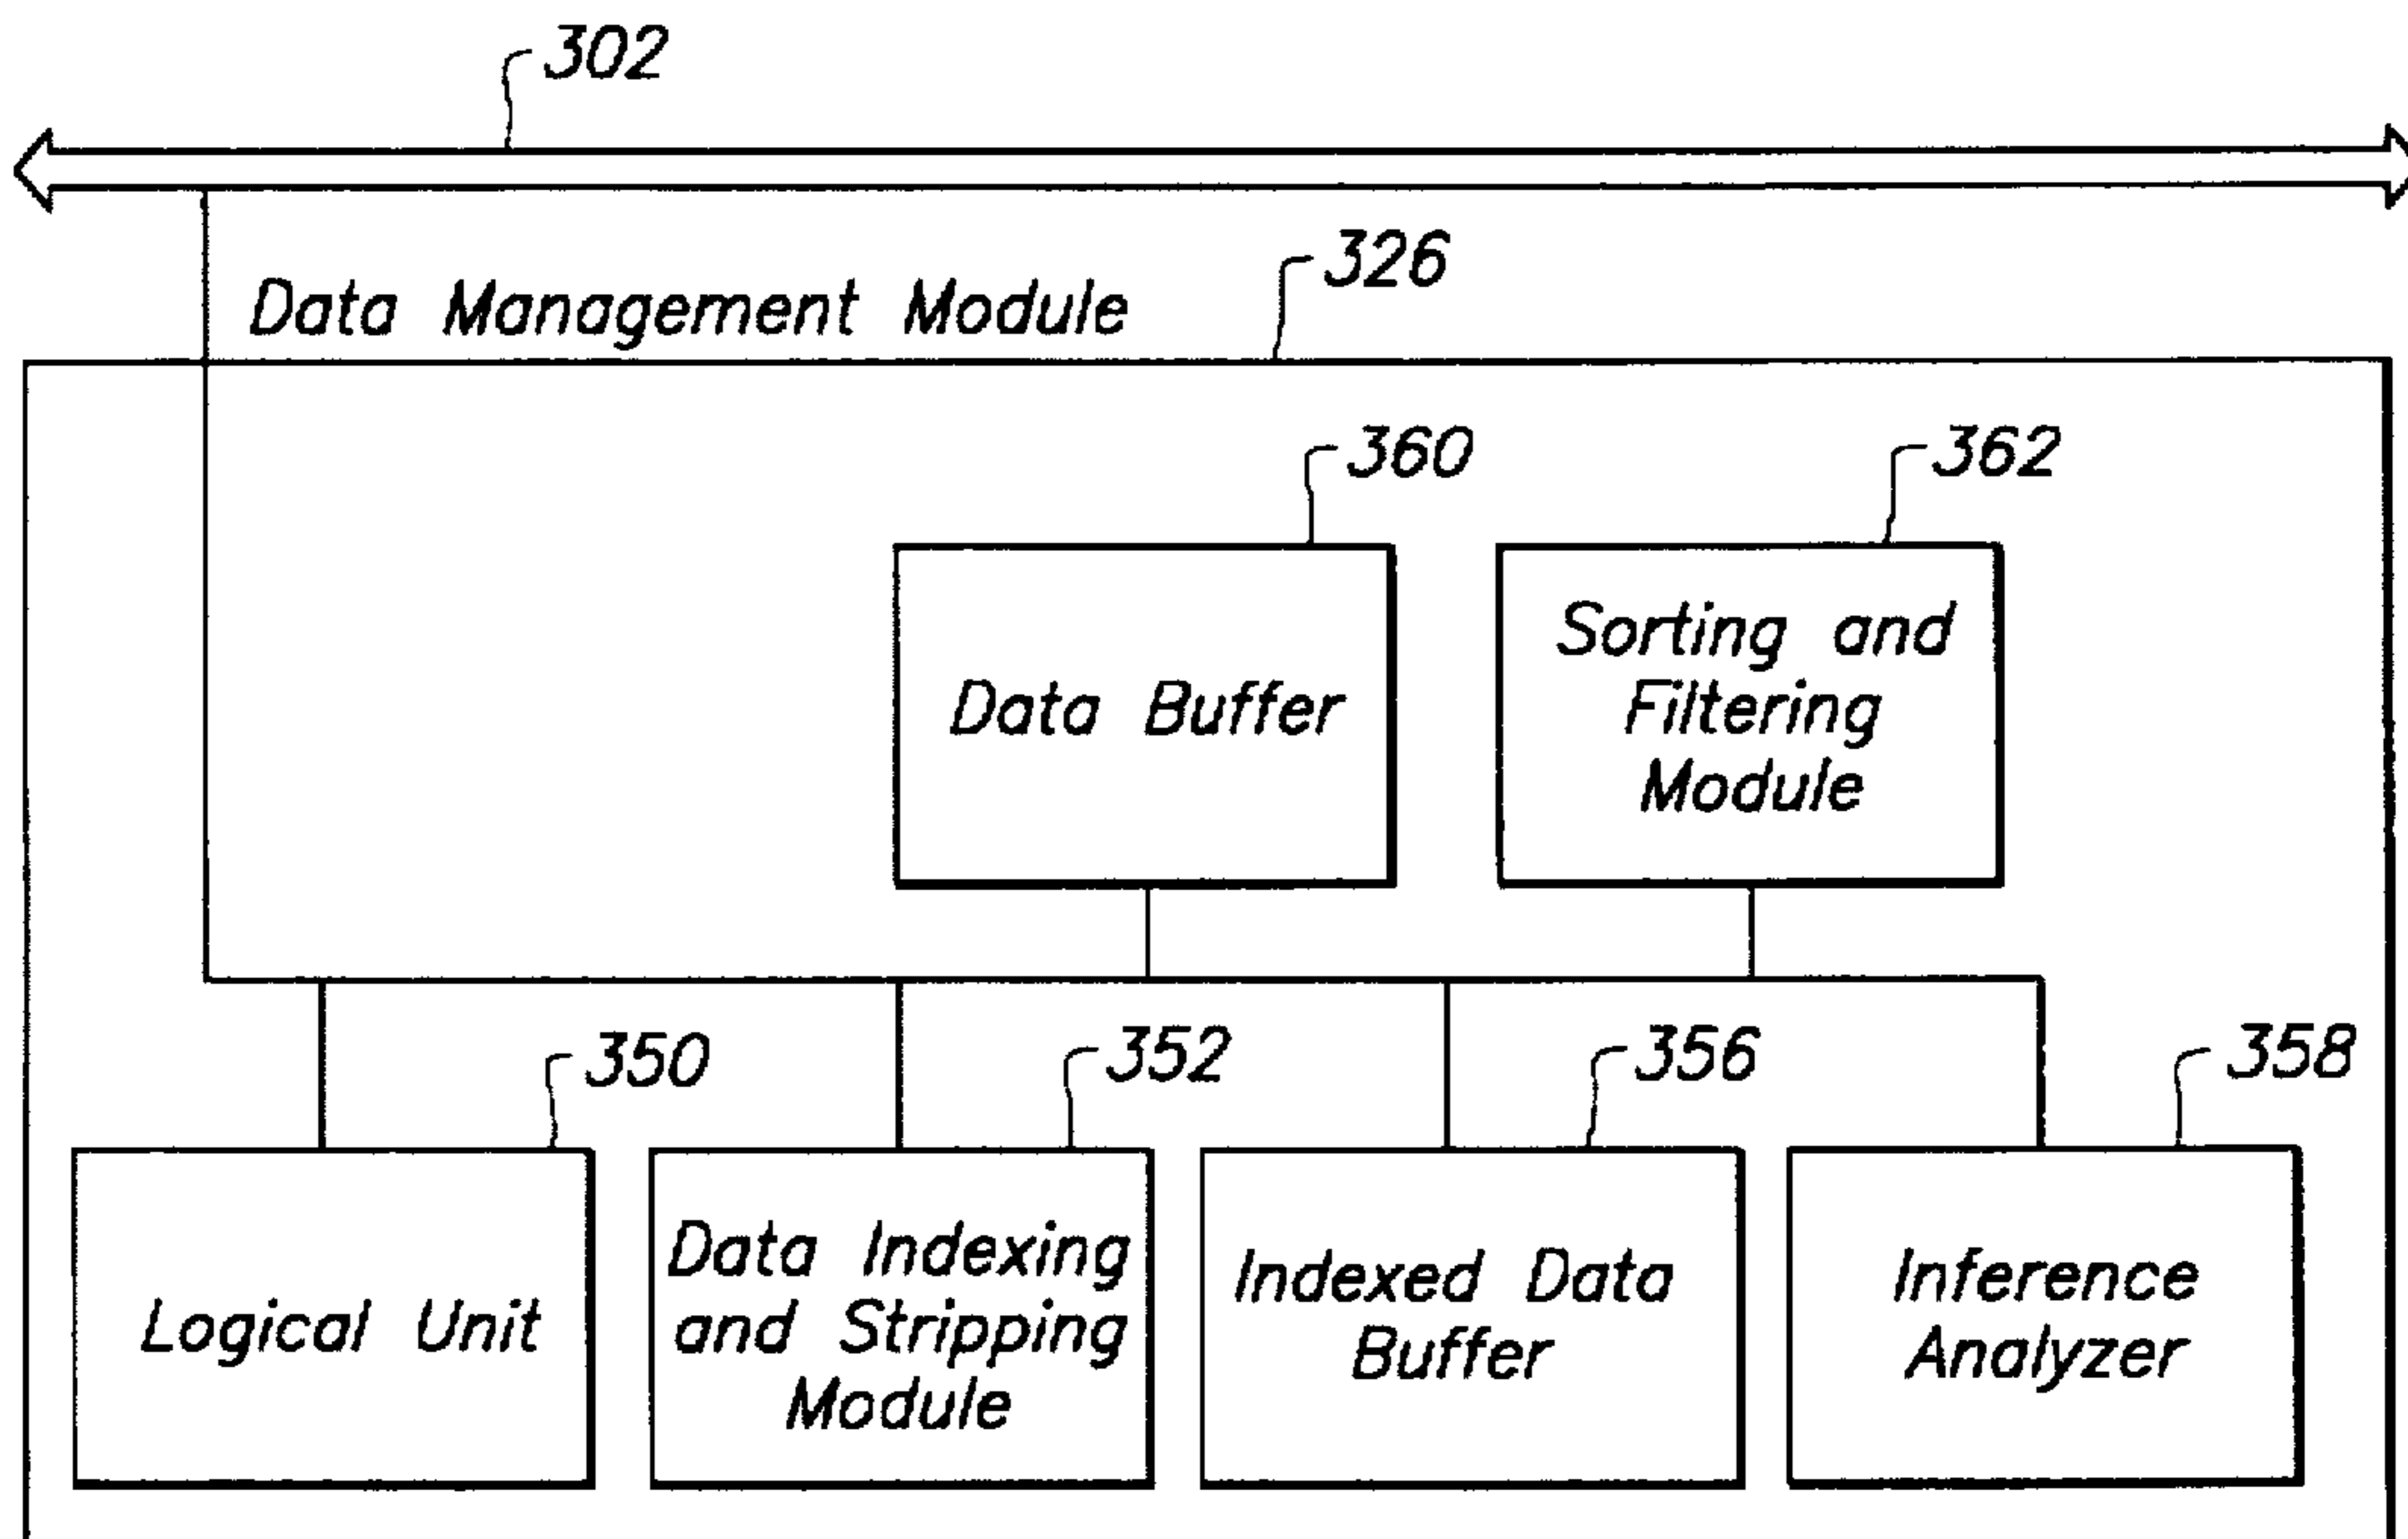 302
326
Data Management Module
360
362
Data Buffer
Sorting and
Filtering
Module
350
352
356
358
Logical Unit
Data Indexing
and Stripping
Module
Indexed Data
Buffer
Inference
Analyzer